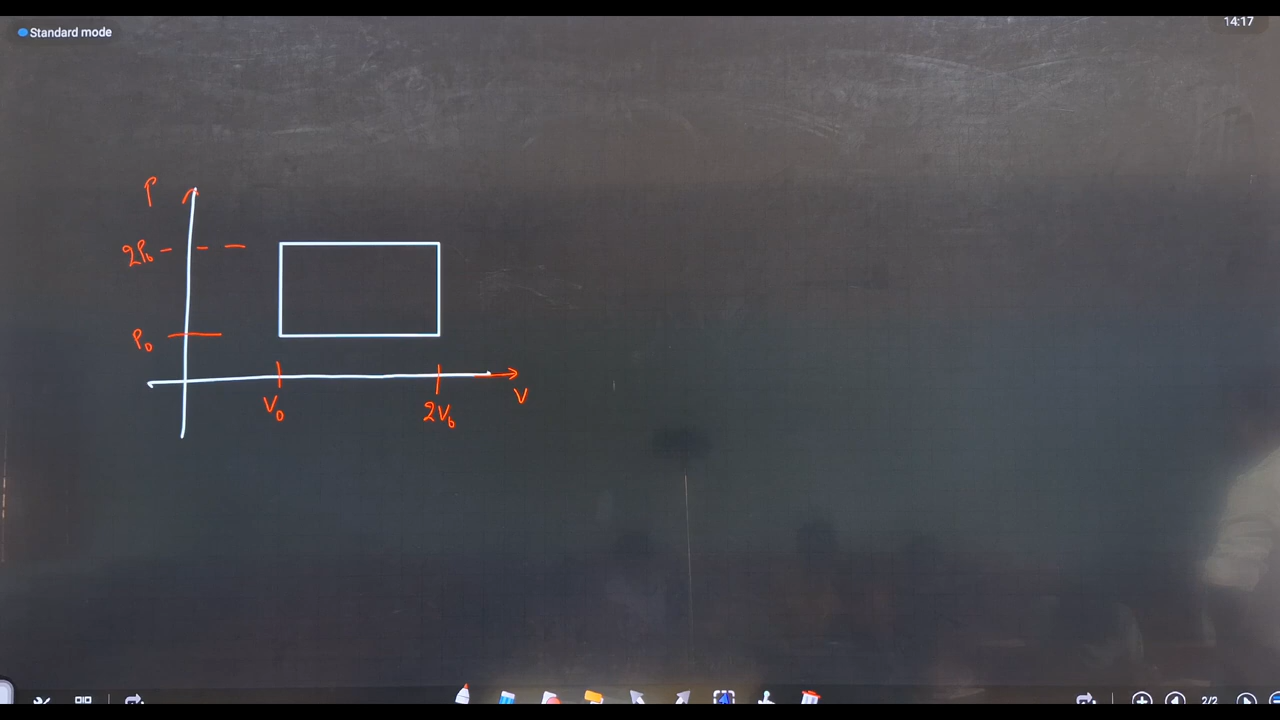 Standard mode
14:17
P
2P₀
P₀
V₀
2V₀
V
2/2